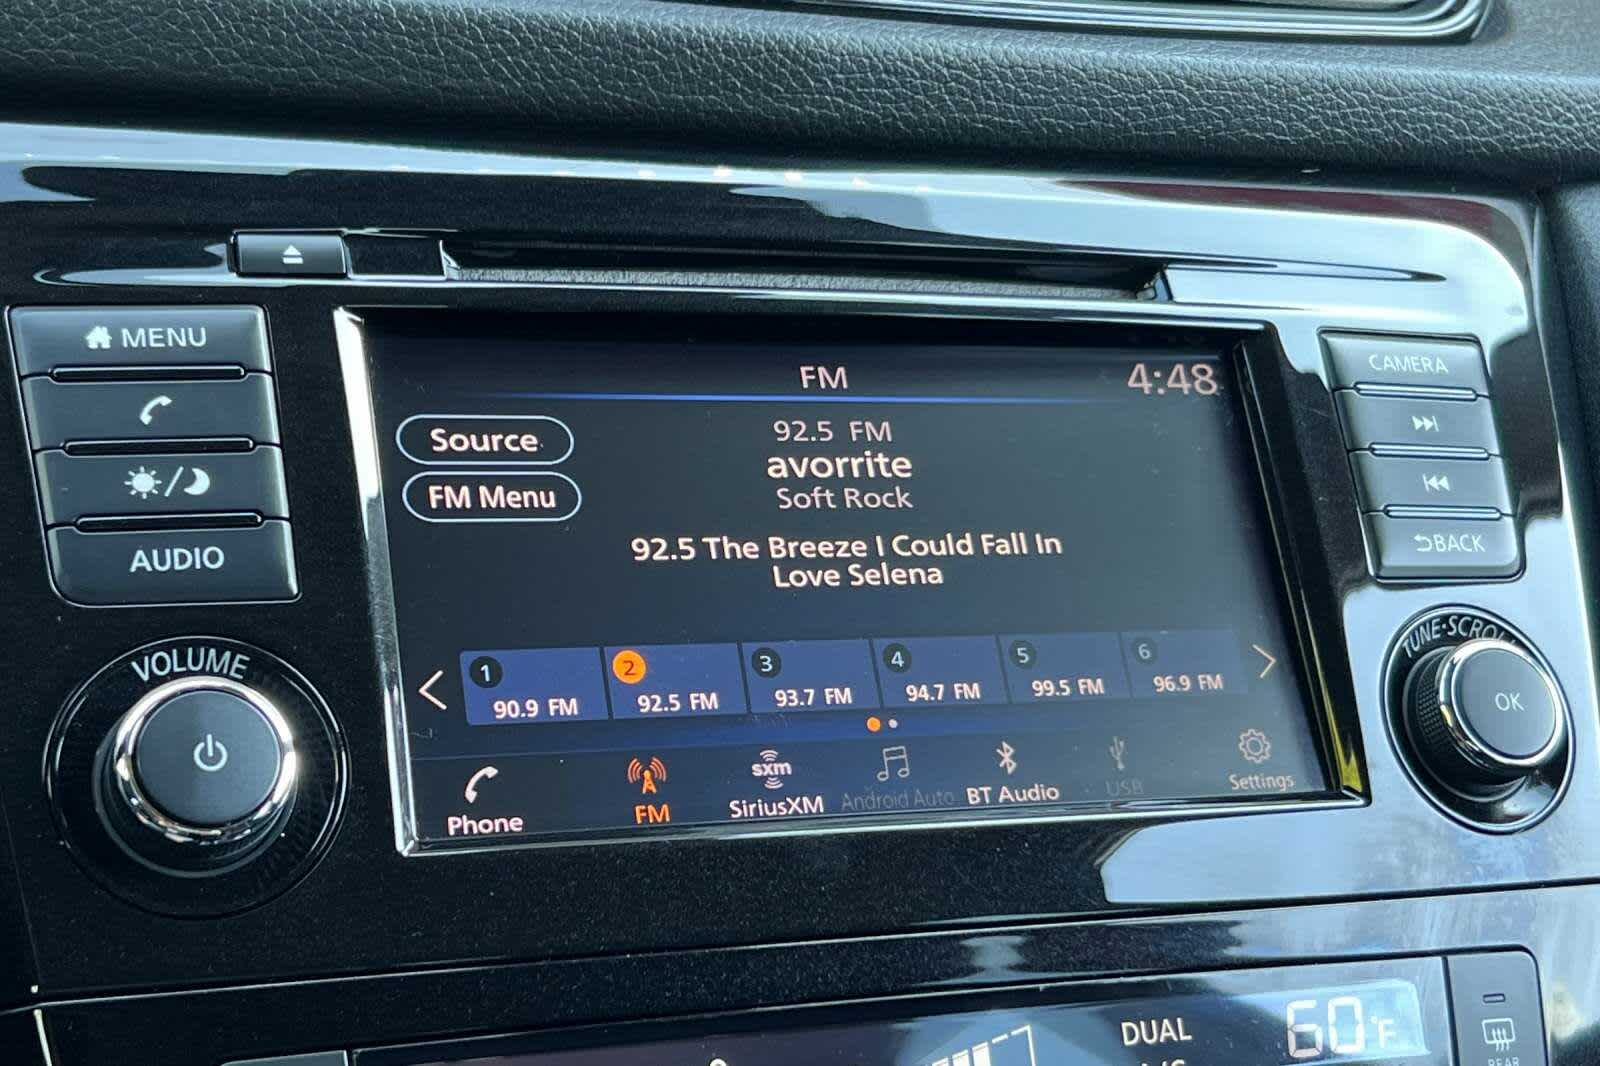 MENU
AUDIO
VOLUME
FM
4:48
Source
FM Menu
92.5 FM
avorrite
Soft Rock
92.5 The Breeze I Could Fall In
Love Selena
1
90.9 FM
2
92.5 FM
3
93.7 FM
4
94.7 FM
5
99.5 FM
6
96.9 FM
Phone
FM
sxm
SiriusXM
Android Auto
BT Audio
USB
Settings
CAMERA
BACK
TUNE·SCROLL
OK
DUAL
60°F
REAR